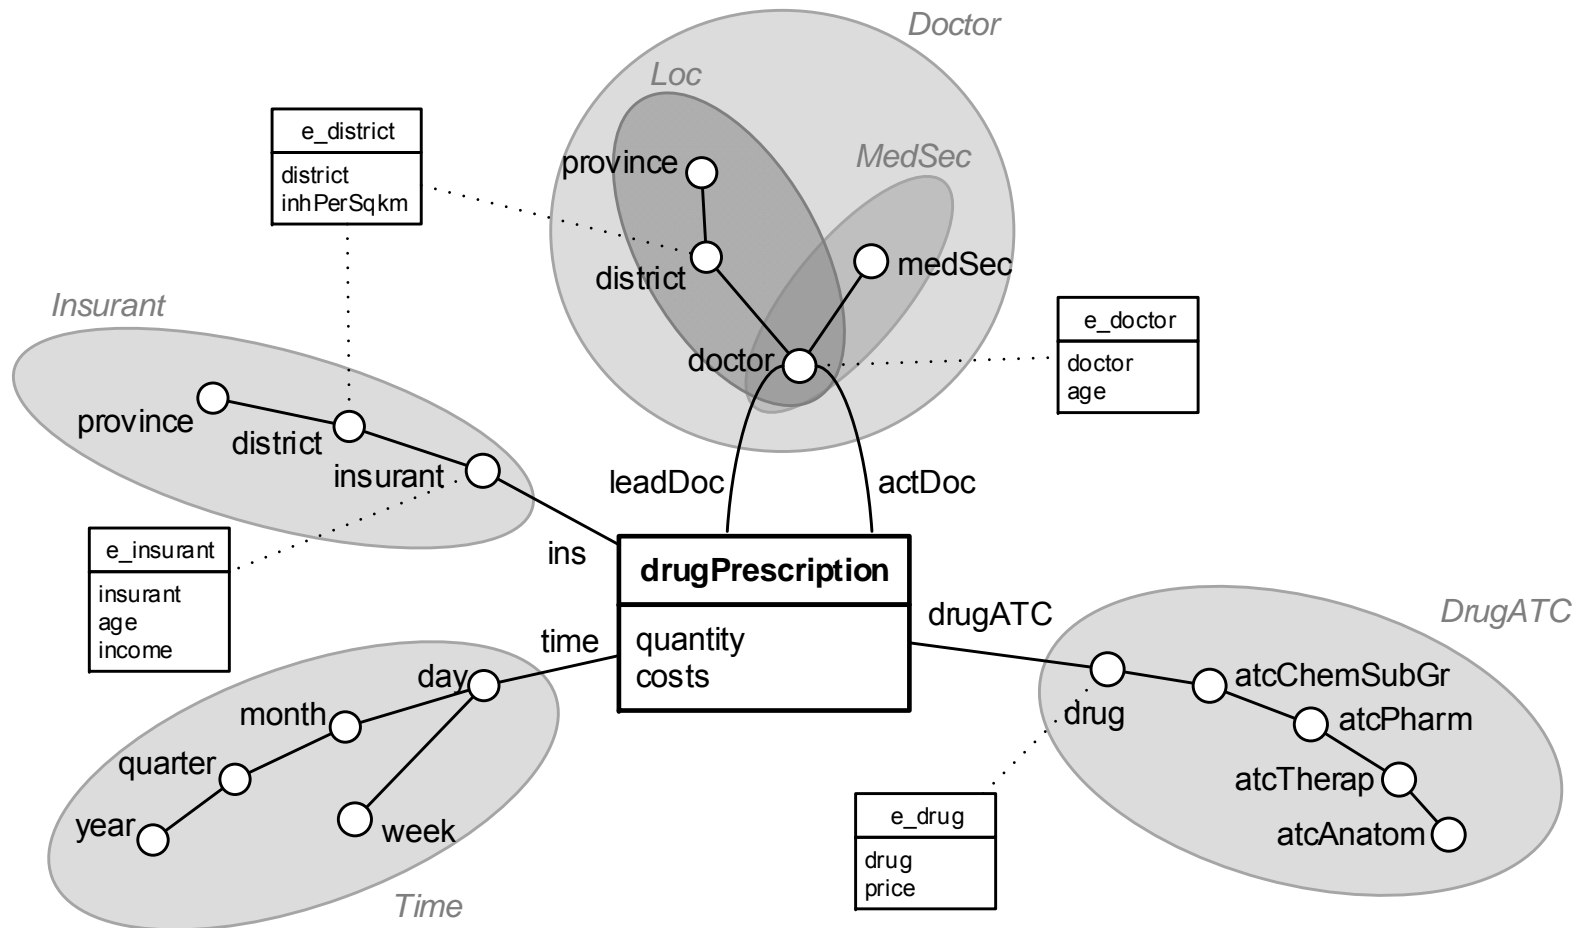 Doctor
Loc
e_district
district
inhPerSqkm
MedSec
province
district
medSec
Insurant
e_doctor
doctor
age
doctor
province
district
insurant
leadDoc
actDoc
e_insurant
insurant
age
income
ins
drugPrescription
quantity
costs
drugATC
DrugATC
time
day
month
quarter
year
week
Time
drug
atcChemSubGr
atcPharm
atcTherap
atcAnatom
e_drug
drug
price